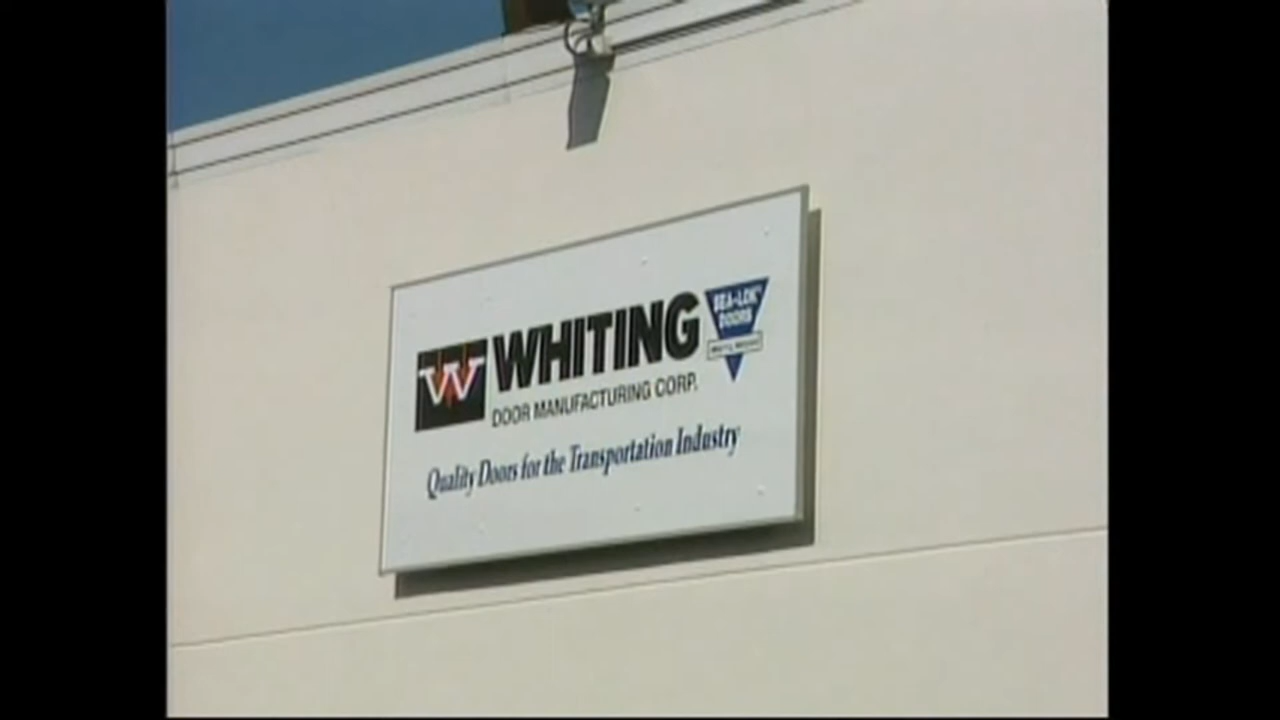 W
WHITING
DOOR MANUFACTURING CORP.
SEA-LOK
DOORS
Quality Doors for the Transportation Industry